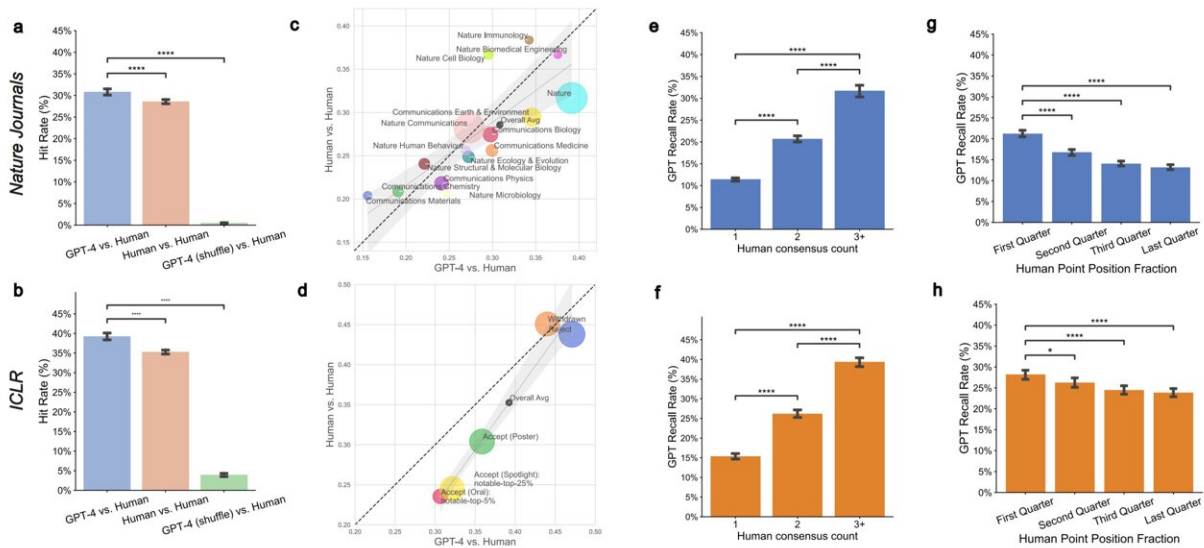 Nature Journals
a
Hit Rate (%)
45%
40%
35%
30%
25%
20%
15%
10%
5%
0%
****
****
GPT-4 vs. Human
Human vs. Human
GPT-4 (shuffle) vs. Human
c
Human vs. Human
0.40
0.35
0.30
0.25
0.20
0.15
Nature Immunology
Nature Biomedical Engineering
Nature Cell Biology
Nature
Communications Earth & Environment
Overall Avg
Nature Communications
Communications Biology
Nature Human Behaviour
Communications Medicine
Nature Ecology & Evolution
Nature Structural & Molecular Biology
Communications Physics
Communications Chemistry
Nature Microbiology
Communications Materials
0.15 0.20 0.25 0.30 0.35 0.40
GPT-4 vs. Human
e
GPT Recall Rate (%)
45%
40%
35%
30%
25%
20%
15%
10%
5%
0%
****
****
****
1 2 3+
Human consensus count
g
GPT Recall Rate (%)
45%
40%
35%
30%
25%
20%
15%
10%
5%
0%
****
****
****
First Quarter
Second Quarter
Third Quarter
Last Quarter
Human Point Position Fraction
ICLR
b
Hit Rate (%)
45%
40%
35%
30%
25%
20%
15%
10%
5%
0%
****
****
GPT-4 vs. Human
Human vs. Human
GPT-4 (shuffle) vs. Human
d
Human vs. Human
0.50
0.45
0.40
0.35
0.30
0.25
0.20
Withdrawn
Reject
Overall Avg
Accept (Poster)
Accept (Spotlight):
notable-top-25%
Accept (Oral):
notable-top-5%
0.20 0.25 0.30 0.35 0.40 0.45 0.50
GPT-4 vs. Human
f
GPT Recall Rate (%)
45%
40%
35%
30%
25%
20%
15%
10%
5%
0%
****
****
****
1 2 3+
Human consensus count
h
GPT Recall Rate (%)
45%
40%
35%
30%
25%
20%
15%
10%
5%
0%
****
****
*
First Quarter
Second Quarter
Third Quarter
Last Quarter
Human Point Position Fraction